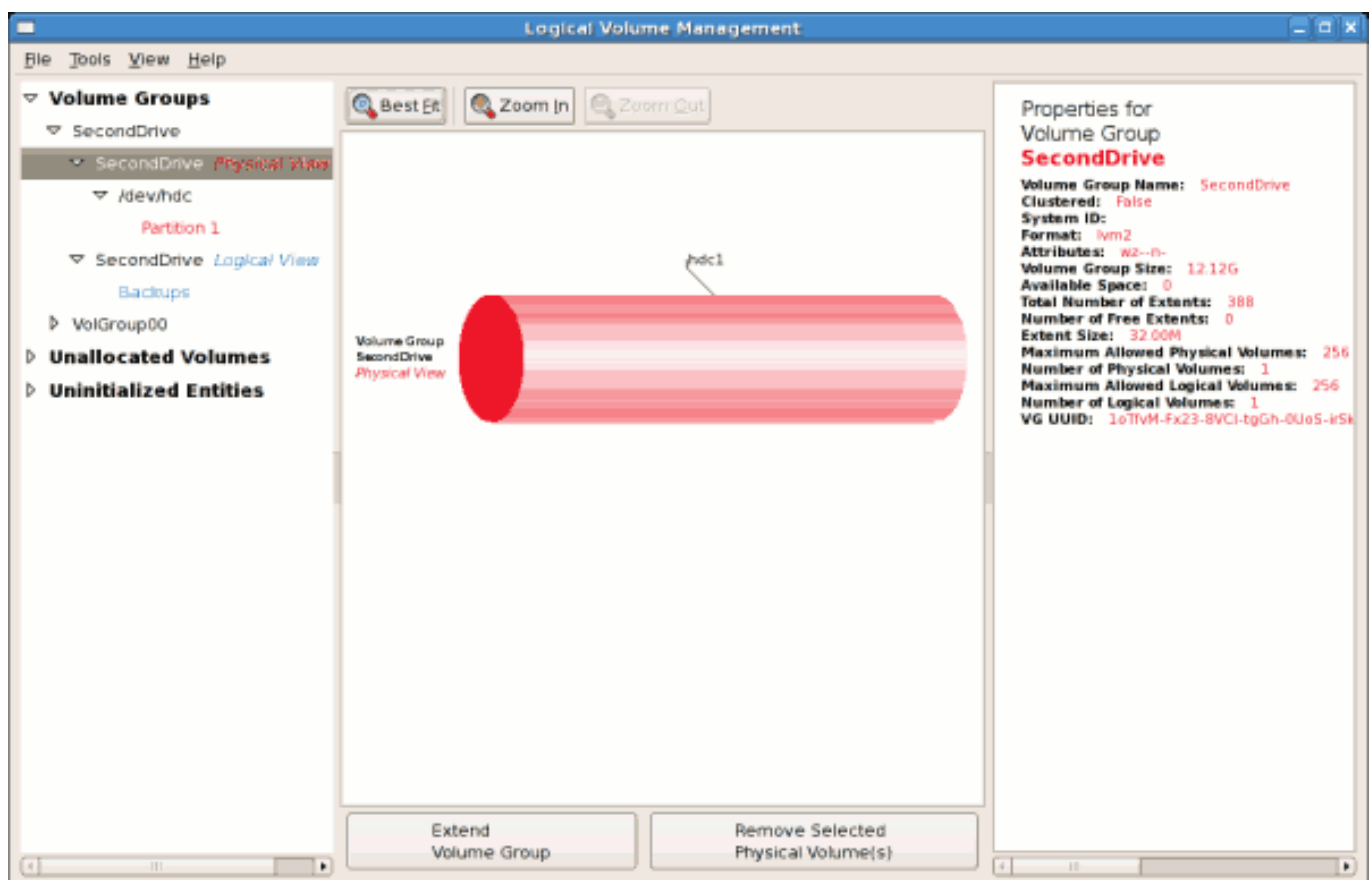 Logical Volume Management
File Tools View Help
Volume Groups
SecondDrive
SecondDrive Physical View
/dev/hdc
Partition 1
SecondDrive Logical View
Backups
VolGroup00
Unallocated Volumes
Uninitialized Entities
Best Fit Zoom In Zoom Out
hdc1
Volume Group
SecondDrive
Physical View
Extend
Volume Group
Remove Selected
Physical Volume(s)
Properties for
Volume Group
SecondDrive
Volume Group Name: SecondDrive
Clustered: False
System ID:
Format: lvm2
Attributes: wz--n-
Volume Group Size: 12.12G
Available Space: 0
Total Number of Extents: 388
Number of Free Extents: 0
Extent Size: 32.00M
Maximum Allowed Physical Volumes: 256
Number of Physical Volumes: 1
Maximum Allowed Logical Volumes: 256
Number of Logical Volumes: 1
VG UUID: